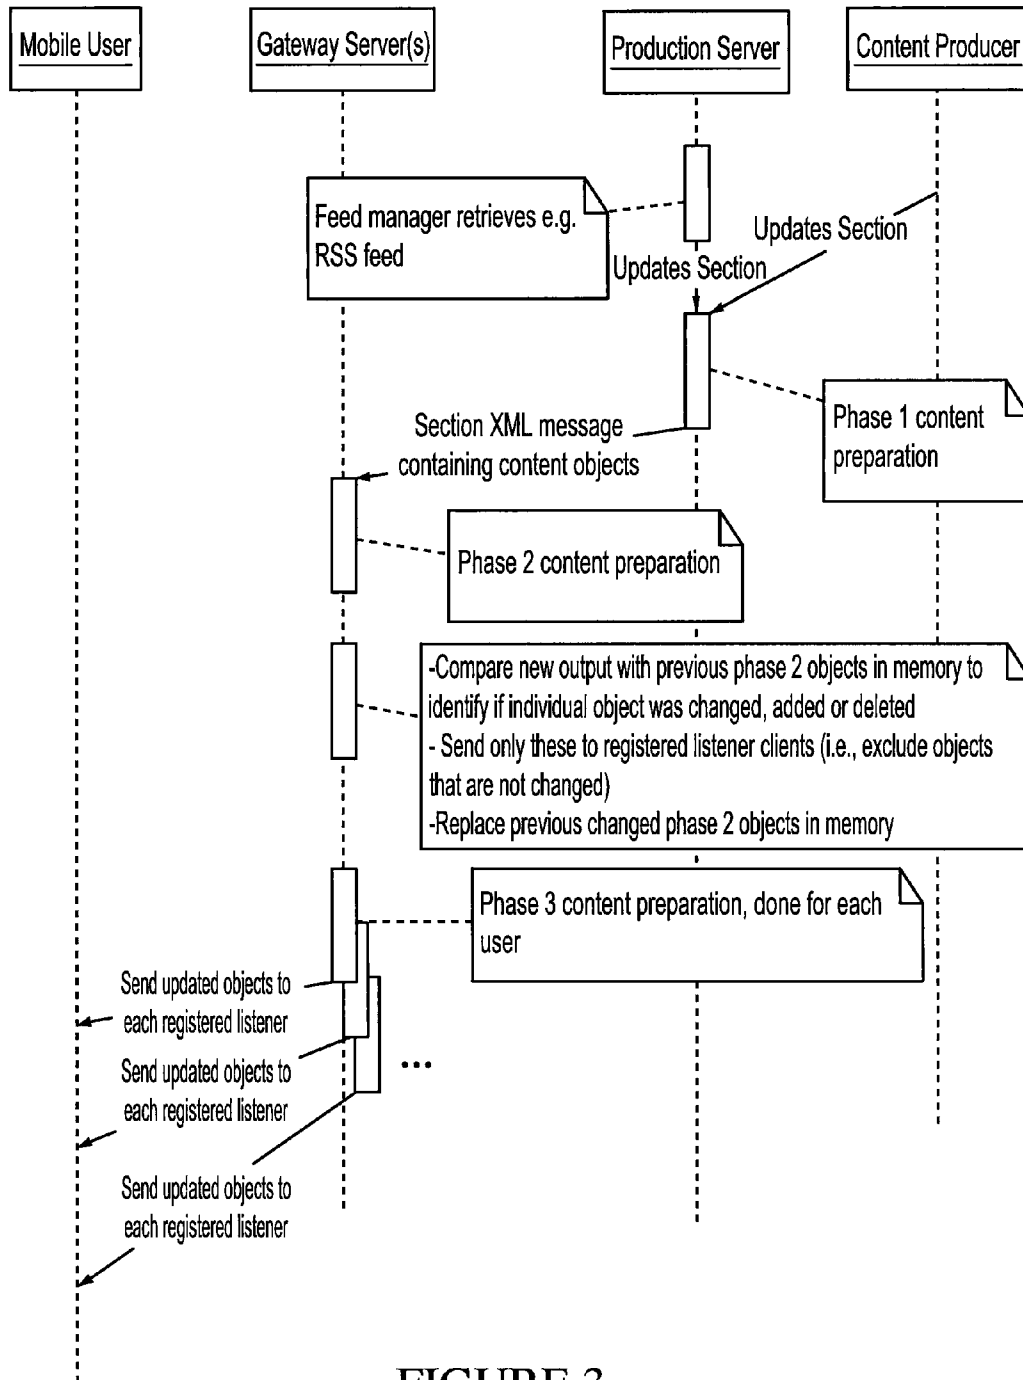 Mobile User
Gateway Server(s)
Production Server
Content Producer
Feed manager retrieves e.g.
RSS feed
Updates Section
Updates Section
Phase 1 content
preparation
Section XML message
containing content objects
Phase 2 content preparation
-Compare new output with previous phase 2 objects in memory to
identify if individual object was changed, added or deleted
- Send only these to registered listener clients (i.e., exclude objects
that are not changed)
-Replace previous changed phase 2 objects in memory
Phase 3 content preparation, done for each
user
Send updated objects to
each registered listener
Send updated objects to
each registered listener
...
Send updated objects to
each registered listener
FIGURE 3